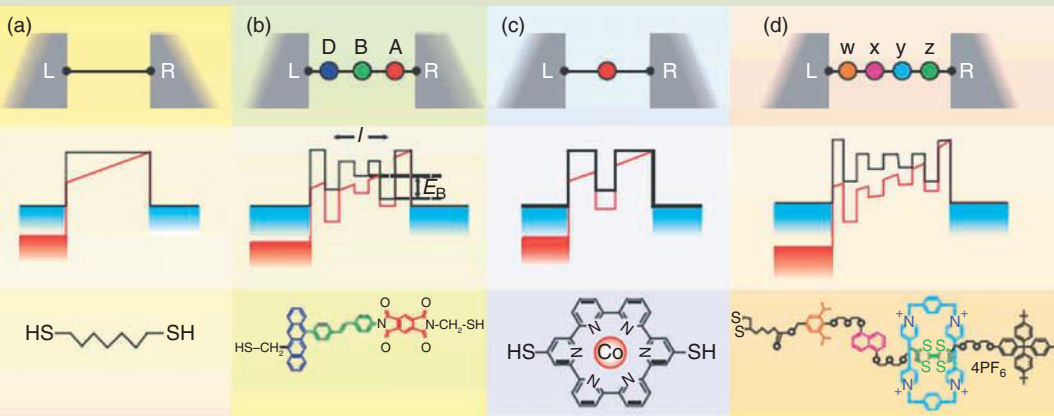 (a)
(b)
(c)
(d)
L
R
L
D
B
A
R
L
R
L
w
x
y
z
R
l
E_B
HS
SH
HS–CH2
N
O
O
O
O
N–CH2–SH
HS
SH
N
N
N
N
N
N
Co
S
S
N+
N+
S
S
S
S
N+
N+
4PF6